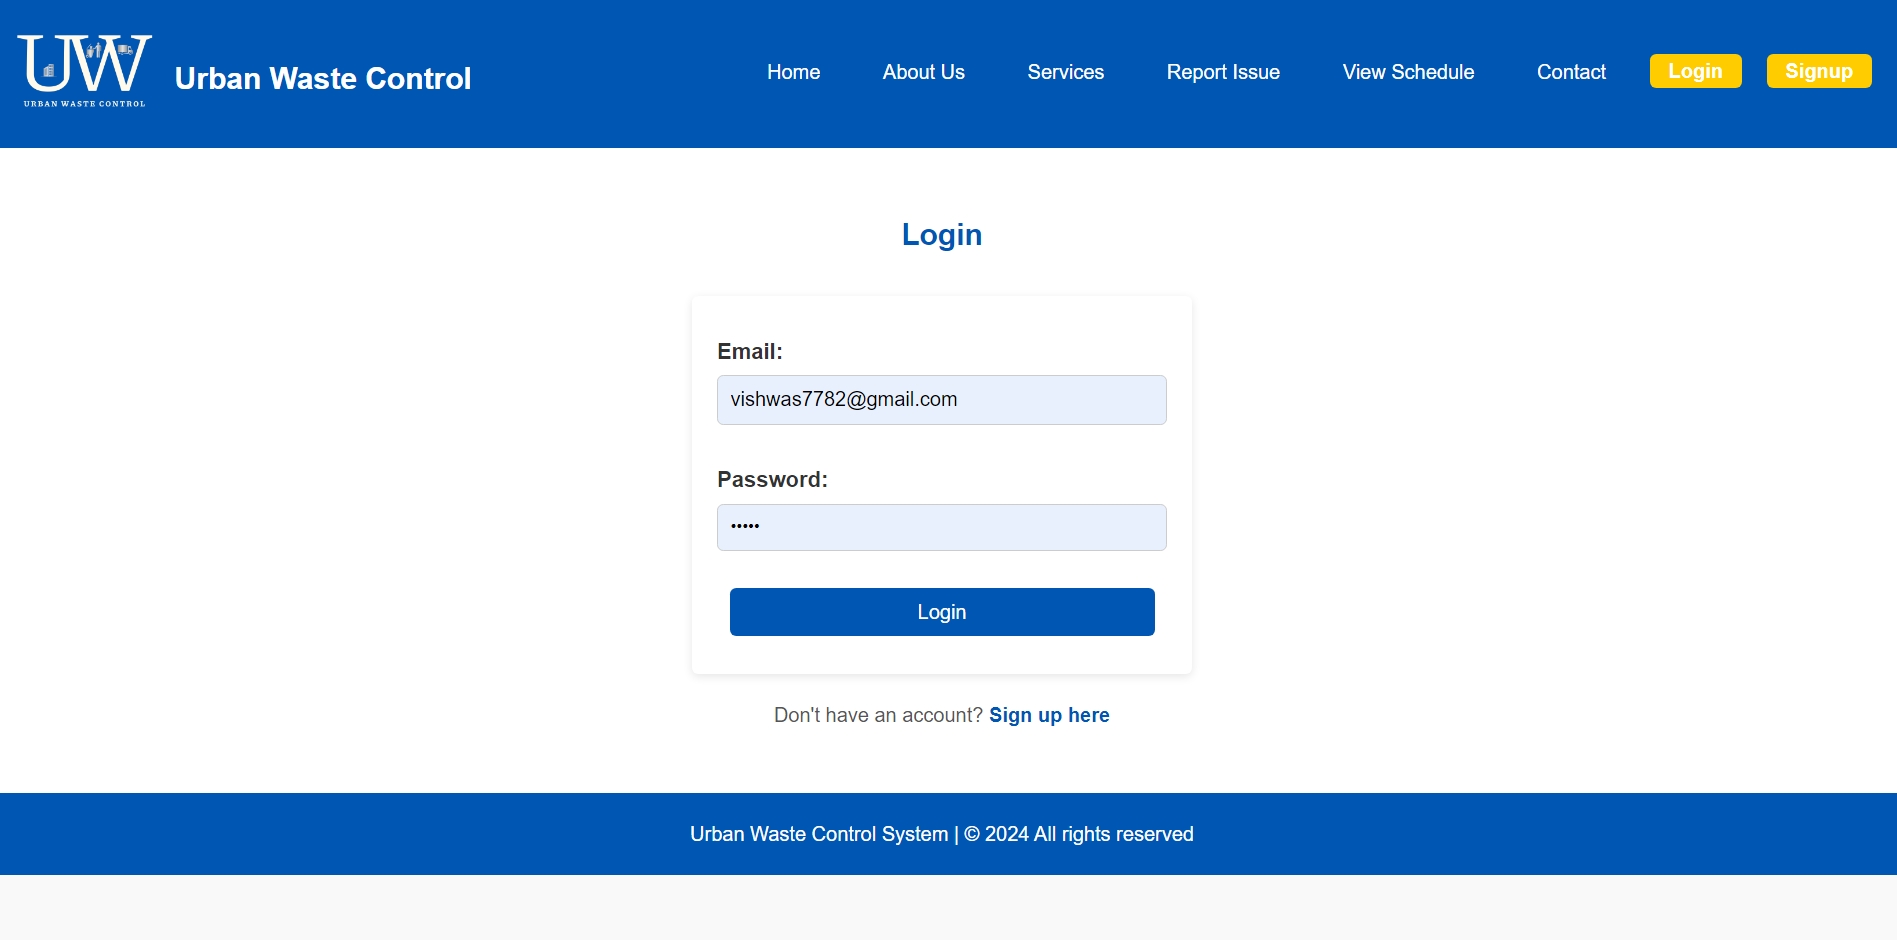 UW
URBAN WASTE CONTROL
Urban Waste Control
Home About Us Services Report Issue View Schedule Contact Login Signup
Login
Email:
vishwas7782@gmail.com
Password:
•••••
Login
Don't have an account? Sign up here
Urban Waste Control System | © 2024 All rights reserved